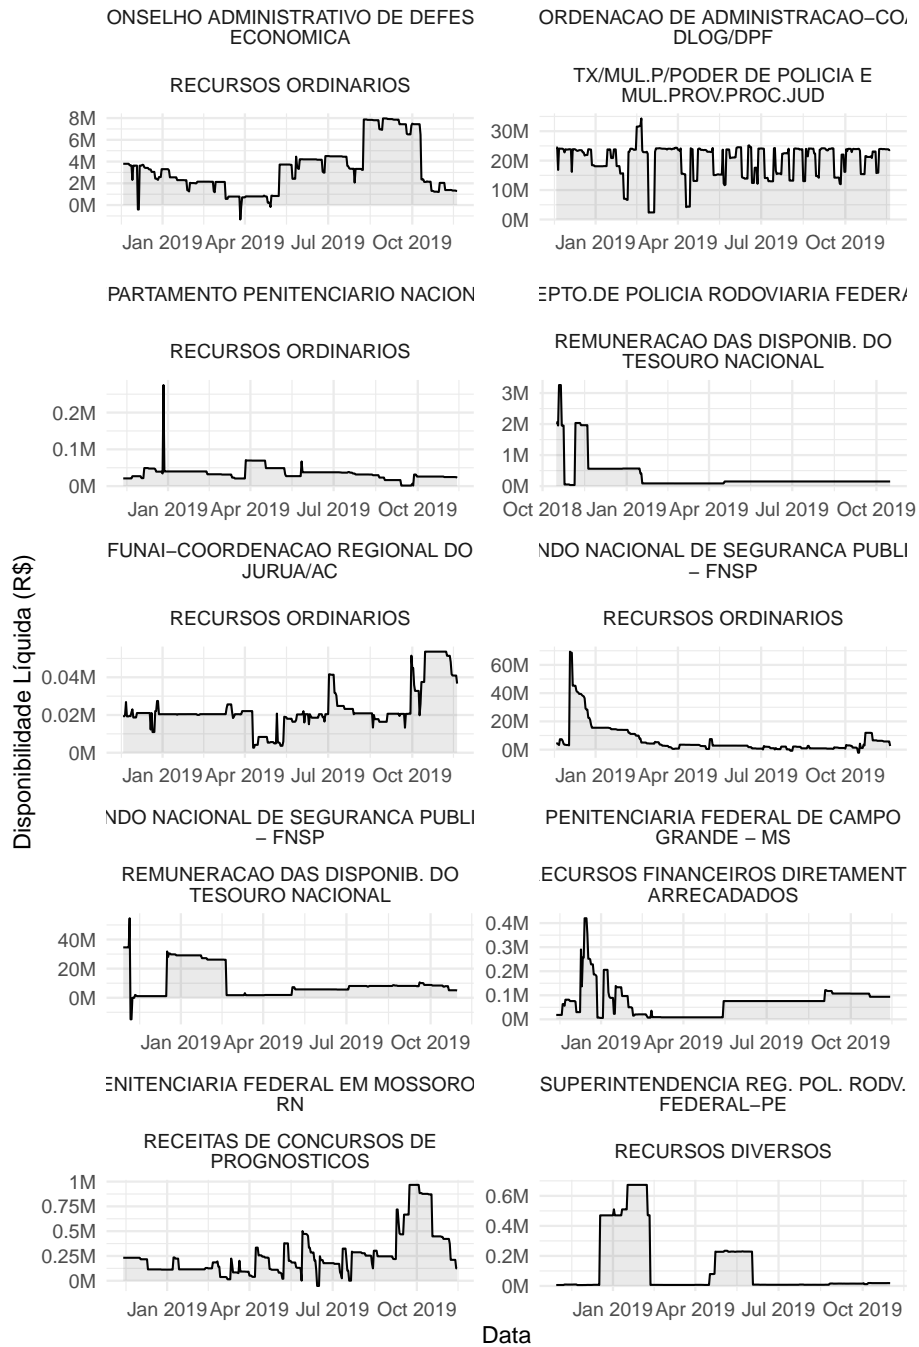 ONSELHO ADMINISTRATIVO DE DEFES
ECONOMICA
RECURSOS ORDINARIOS
8M
6M
4M
2M
0M
Jan 2019 Apr 2019 Jul 2019 Oct 2019
ORDENACAO DE ADMINISTRACAO–COA
DLOG/DPF
TX/MUL.P/PODER DE POLICIA E
MUL.PROV.PROC.JUD
30M
20M
10M
0M
Jan 2019 Apr 2019 Jul 2019 Oct 2019
PARTAMENTO PENITENCIARIO NACION
RECURSOS ORDINARIOS
0.2M
0.1M
0M
Jan 2019 Apr 2019 Jul 2019 Oct 2019
EPTO.DE POLICIA RODOVIARIA FEDERA
REMUNERACAO DAS DISPONIB. DO
TESOURO NACIONAL
3M
2M
1M
0M
Oct 2018 Jan 2019 Apr 2019 Jul 2019 Oct 2019
Disponibilidade Líquida (R$)
FUNAI–COORDENACAO REGIONAL DO
JURUA/AC
RECURSOS ORDINARIOS
0.04M
0.02M
0M
Jan 2019 Apr 2019 Jul 2019 Oct 2019
NDO NACIONAL DE SEGURANCA PUBLI
– FNSP
RECURSOS ORDINARIOS
60M
40M
20M
0M
Jan 2019 Apr 2019 Jul 2019 Oct 2019
NDO NACIONAL DE SEGURANCA PUBLI
– FNSP
REMUNERACAO DAS DISPONIB. DO
TESOURO NACIONAL
40M
20M
0M
Jan 2019 Apr 2019 Jul 2019 Oct 2019
PENITENCIARIA FEDERAL DE CAMPO
GRANDE – MS
ECURSOS FINANCEIROS DIRETAMENT
ARRECADADOS
0.4M
0.3M
0.2M
0.1M
0M
Jan 2019 Apr 2019 Jul 2019 Oct 2019
ENITENCIARIA FEDERAL EM MOSSORO
RN
RECEITAS DE CONCURSOS DE
PROGNOSTICOS
1M
0.75M
0.5M
0.25M
0M
Jan 2019 Apr 2019 Jul 2019 Oct 2019
SUPERINTENDENCIA REG. POL. RODV.
FEDERAL–PE
RECURSOS DIVERSOS
0.6M
0.4M
0.2M
0M
Jan 2019 Apr 2019 Jul 2019 Oct 2019
Data